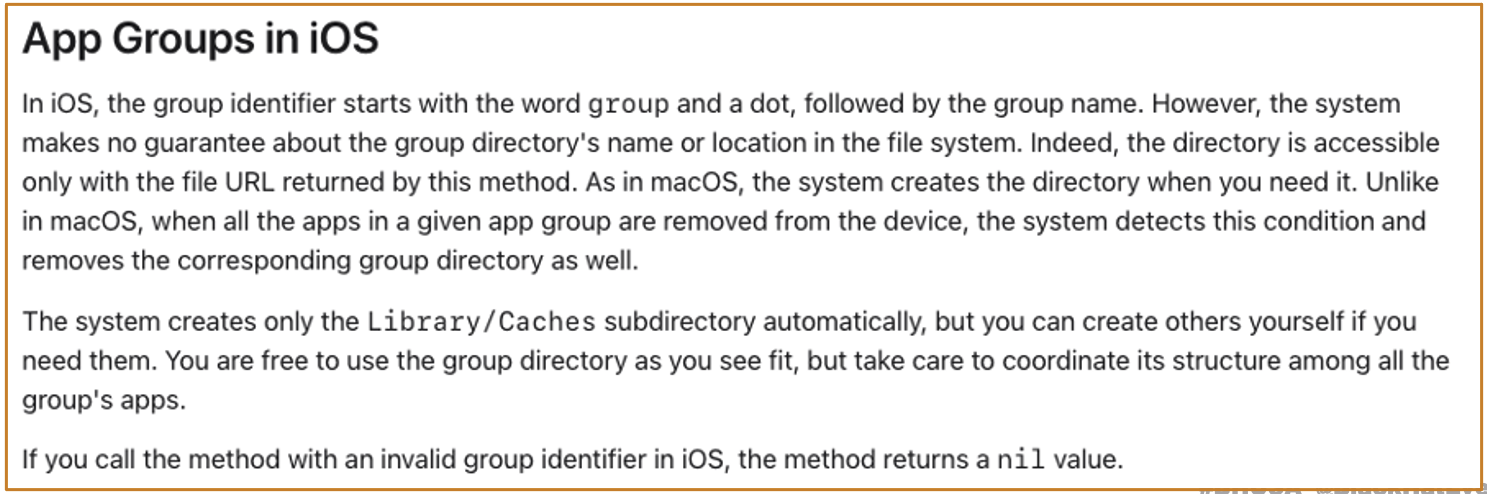 App Groups in iOS
In iOS, the group identifier starts with the word group and a dot, followed by the group name. However, the system
makes no guarantee about the group directory's name or location in the file system. Indeed, the directory is accessible
only with the file URL returned by this method. As in macOS, the system creates the directory when you need it. Unlike
in macOS, when all the apps in a given app group are removed from the device, the system detects this condition and
removes the corresponding group directory as well.
The system creates only the Library/Caches subdirectory automatically, but you can create others yourself if you
need them. You are free to use the group directory as you see fit, but take care to coordinate its structure among all the
group's apps.
If you call the method with an invalid group identifier in iOS, the method returns a nil value.